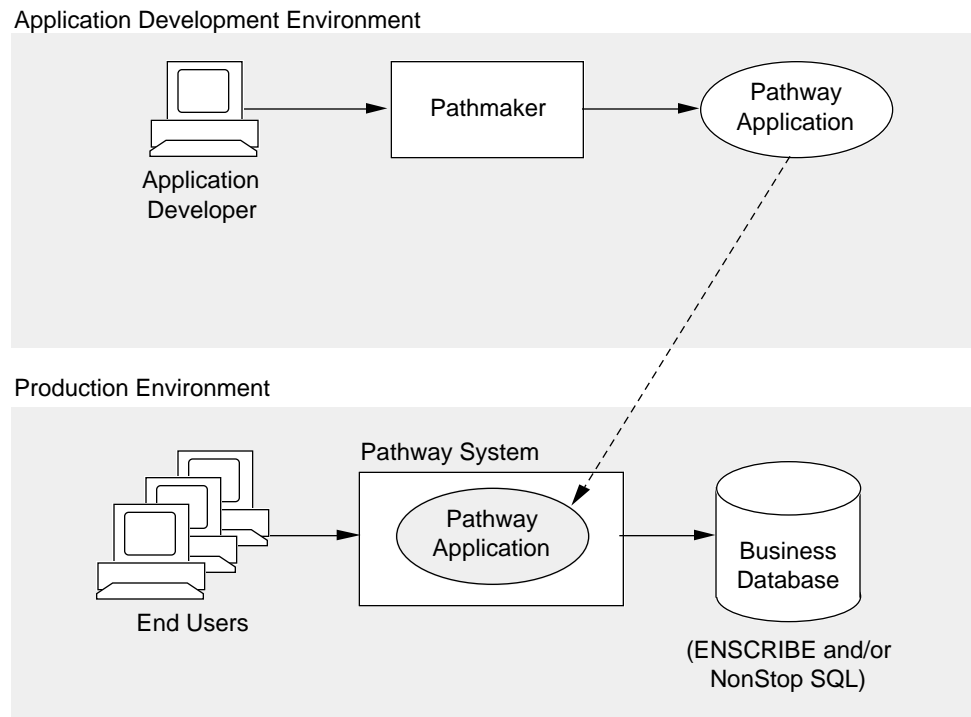 Application Development Environment
Pathmaker
Pathway
Application
Application
Developer
Production Environment
Pathway System
Pathway
Application
Business
Database
End Users
(ENSCRIBE and/or
NonStop SQL)